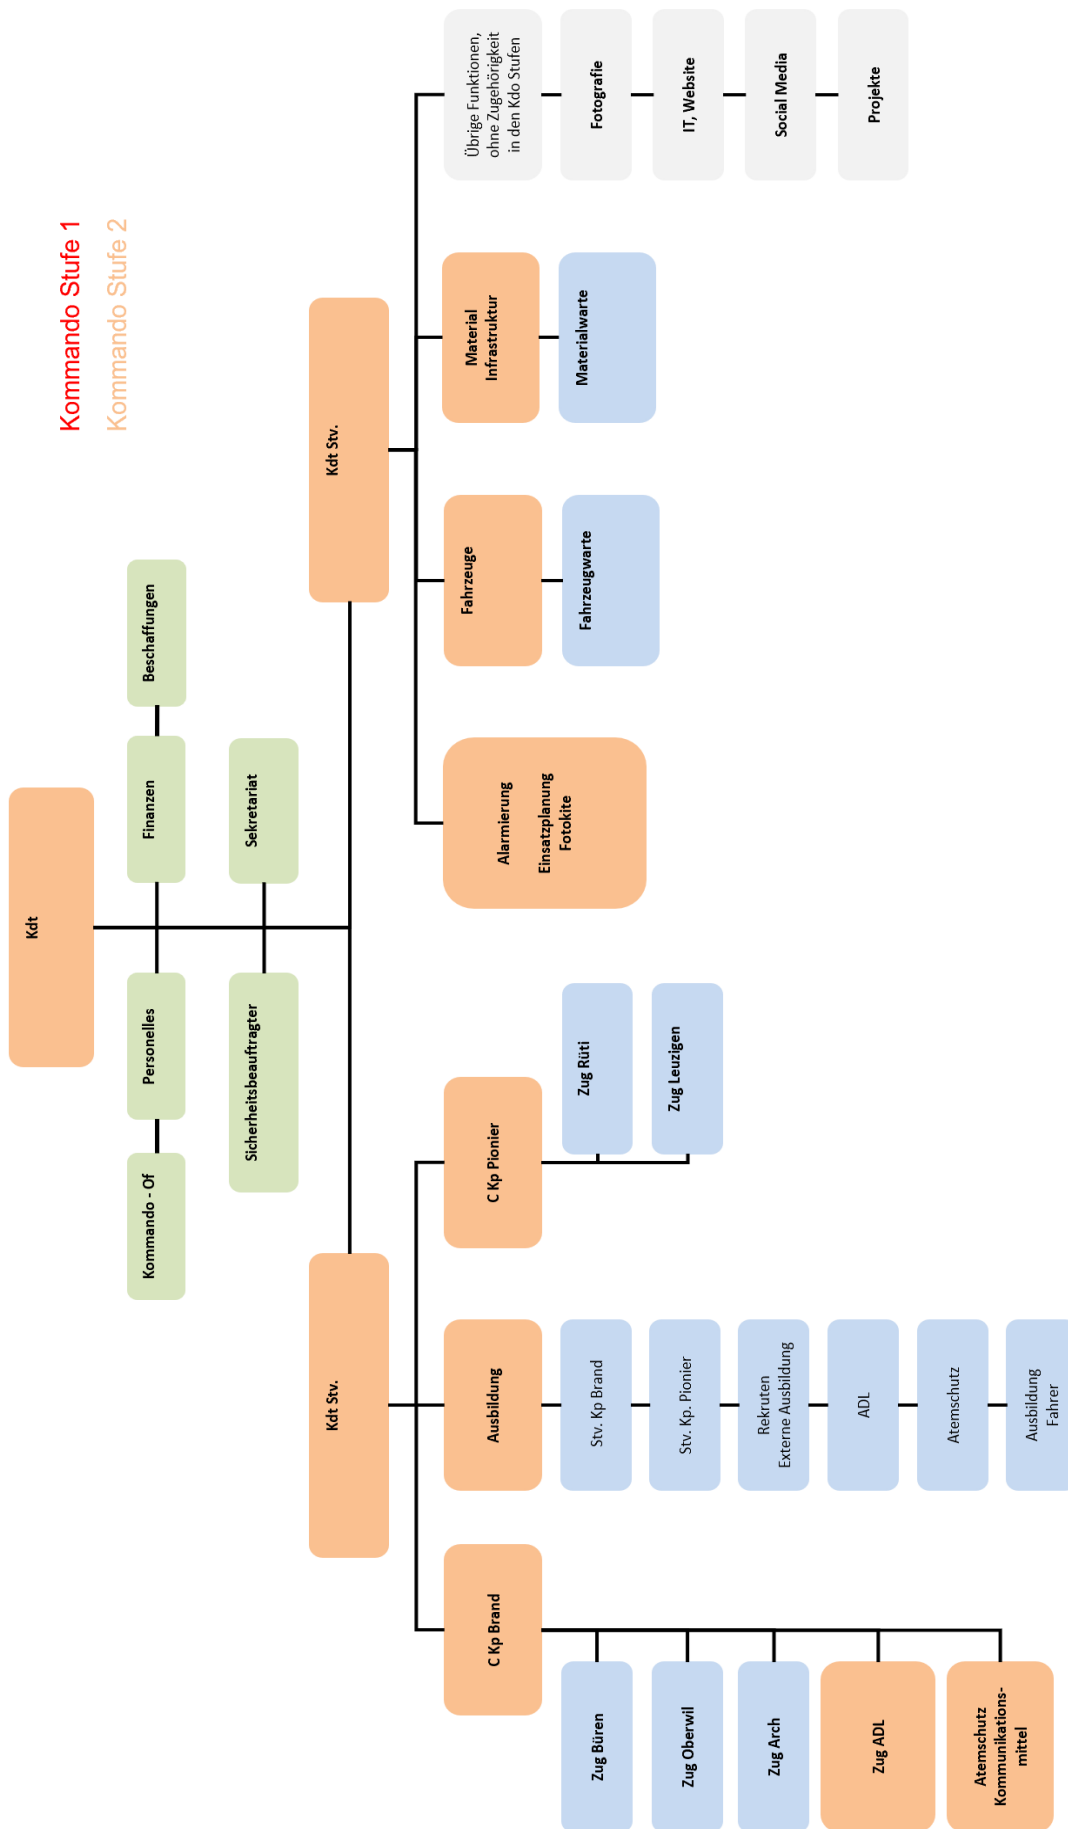 Kommando Stufe 1
Kommando Stufe 2
Kdt
Kommando - Of
Personelles
Finanzen
Beschaffungen
Sicherheitsbeauftragter
Sekretariat
Kdt Stv.
Kdt Stv.
C Kp Brand
Ausbildung
C Kp Pionier
Alarmierung
Einsatzplanung
Fotokite
Fahrzeuge
Material
Infrastruktur
Übrige Funktionen,
ohne Zugehörigkeit
in den Kdo Stufen
Zug Büren
Zug Oberwil
Zug Arch
Zug ADL
Atemschutz
Kommunikations-
mittel
Stv. Kp Brand
Stv. Kp. Pionier
Rekruten
Externe Ausbildung
ADL
Atemschutz
Ausbildung
Fahrer
Zug Rüti
Zug Leuzigen
Fahrzeugwarte
Materialwarte
Fotografie
IT, Website
Social Media
Projekte